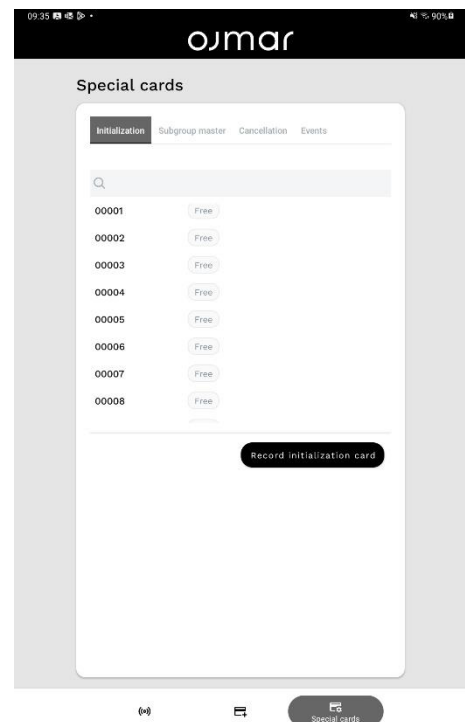 09:35
90%
ojmar
Special cards
Initialization Subgroup master Cancellation Events
00001 Free
00002 Free
00003 Free
00004 Free
00005 Free
00006 Free
00007 Free
00008 Free
Record initialization card
Special cards